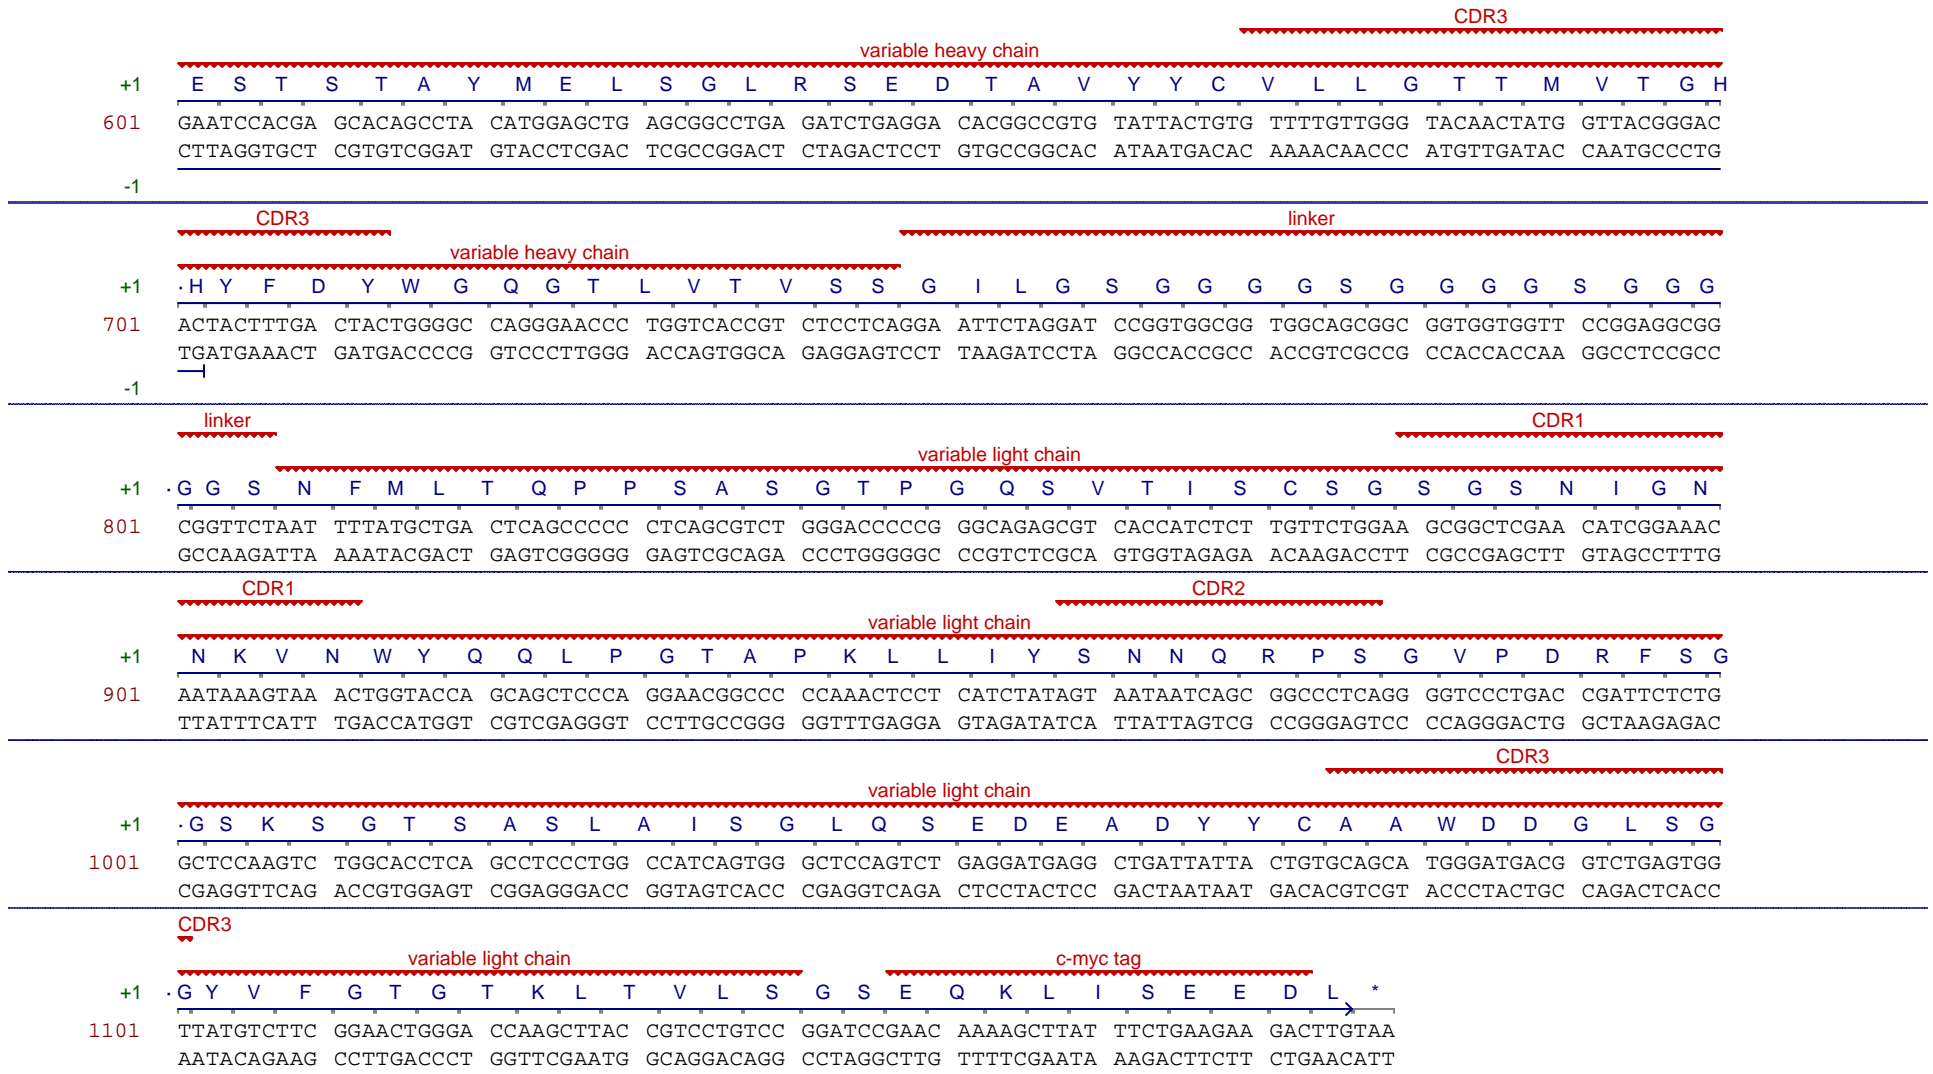 CDR3
variable heavy chain
+1 E S T S T A Y M E L S G L R S E D T A V Y Y C V L L G T T M V T G H
601 GAATCCACGA GCACAGCCTA CATGGAGCTG AGCGGCCTGA GATCTGAGGA CACGGCCGTG TATTACTGTG TTTTGTTGGG TACAACTATG GTTACGGGAC
CTTAGGTGCT CGTGTCGGAT GTACCTCGAC TCGCCGGACT CTAGACTCCT GTGCCGGCAC ATAATGACAC AAAACAACCC ATGTTGATAC CAATGCCCTG
-1
CDR3 linker
variable heavy chain
+1 ·H Y F D Y W G Q G T L V T V S S G I L G S G G G G S G G G G S G G G
701 ACTACTTTGA CTACTGGGGC CAGGGAACCC TGGTCACCGT CTCCTCAGGA ATTCTAGGAT CCGGTGGCGG TGGCAGCGGC GGTGGTGGTT CCGGAGGCGG
TGATGAAACT GATGACCCCG GTCCCTTGGG ACCAGTGGCA GAGGAGTCCT TAAGATCCTA GGCCACCGCC ACCGTCGCCG CCACCACCAA GGCCTCCGCC
-1
linker CDR1
variable light chain
+1 ·G G S N F M L T Q P P S A S G T P G Q S V T I S C S G S G S N I G N
801 CGGTTCTAAT TTTATGCTGA CTCAGCCCCC CTCAGCGTCT GGGACCCCCG GGCAGAGCGT CACCATCTCT TGTTCTGGAA GCGGCTCGAA CATCGGAAAC
GCCAAGATTA AAATACGACT GAGTCGGGGG GAGTCGCAGA CCCTGGGGGC CCGTCTCGCA GTGGTAGAGA ACAAGACCTT CGCCGAGCTT GTAGCCTTTG
CDR1 CDR2
variable light chain
+1 N K V N W Y Q Q L P G T A P K L L I Y S N N Q R P S G V P D R F S G
901 AATAAAGTAA ACTGGTACCA GCAGCTCCCA GGAACGGCCC CCAAACTCCT CATCTATAGT AATAATCAGC GGCCCTCAGG GGTCCCTGAC CGATTCTCTG
TTATTTCATT TGACCATGGT CGTCGAGGGT CCTTGCCGGG GGTTTGAGGA GTAGATATCA TTATTAGTCG CCGGGAGTCC CCAGGGACTG GCTAAGAGAC
CDR3
variable light chain
+1 ·G S K S G T S A S L A I S G L Q S E D E A D Y Y C A A W D D G L S G
1001 GCTCCAAGTC TGGCACCTCA GCCTCCCTGG CCATCAGTGG GCTCCAGTCT GAGGATGAGG CTGATTATTA CTGTGCAGCA TGGGATGACG GTCTGAGTGG
CGAGGTTCAG ACCGTGGAGT CGGAGGGACC GGTAGTCACC CGAGGTCAGA CTCCTACTCC GACTAATAAT GACACGTCGT ACCCTACTGC CAGACTCACC
CDR3
variable light chain c-myc tag
+1 ·G Y V F G T G T K L T V L S G S E Q K L I S E E D L *
1101 TTATGTCTTC GGAACTGGGA CCAAGCTTAC CGTCCTGTCC GGATCCGAAC AAAAGCTTAT TTCTGAAGAA GACTTGTAA
AATACAGAAG CCTTGACCCT GGTTCGAATG GCAGGACAGG CCTAGGCTTG TTTTCGAATA AAGACTTCTT CTGAACATT